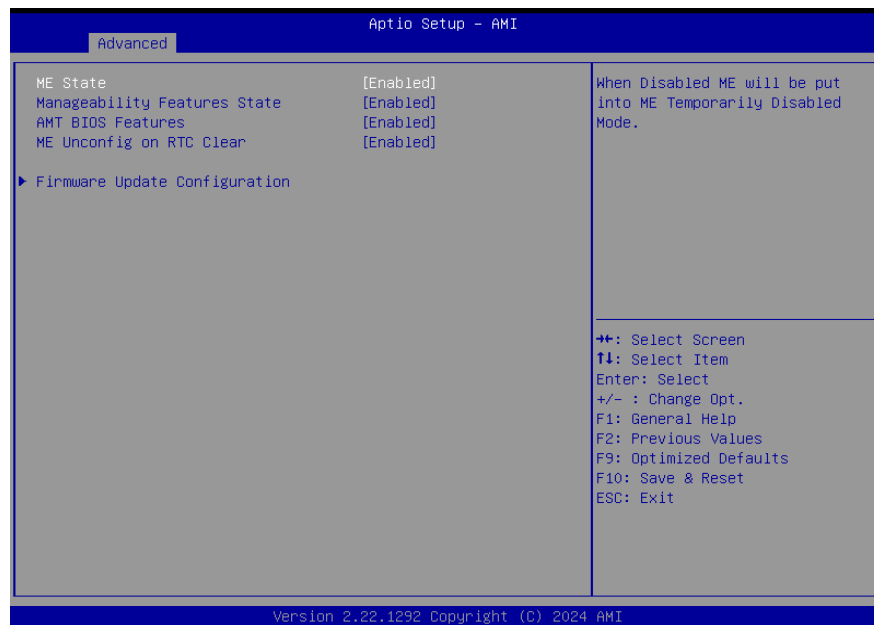 Aptio Setup – AMI
Advanced
ME State [Enabled]
Manageability Features State [Enabled]
AMT BIOS Features [Enabled]
ME Unconfig on RTC Clear [Enabled]
▶ Firmware Update Configuration
When Disabled ME will be put
into ME Temporarily Disabled
Mode.
→←: Select Screen
↑↓: Select Item
Enter: Select
+/- : Change Opt.
F1: General Help
F2: Previous Values
F9: Optimized Defaults
F10: Save & Reset
ESC: Exit
Version 2.22.1292 Copyright (C) 2024 AMI